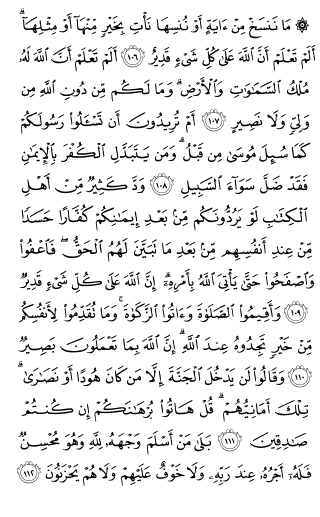 ۞ مَا نَنسَخْ مِنْ ءَايَةٍ أَوْ نُنسِهَا نَأْتِ بِخَيْرٍ مِّنْهَآ أَوْ مِثْلِهَآ ۗ
أَلَمْ تَعْلَمْ أَنَّ ٱللَّهَ عَلَىٰ كُلِّ شَىْءٍ قَدِيرٌ ١٠٦ أَلَمْ تَعْلَمْ أَنَّ ٱللَّهَ لَهُۥ
مُلْكُ ٱلسَّمَـٰوَٰتِ وَٱلْأَرْضِ ۗ وَمَا لَكُم مِّن دُونِ ٱللَّهِ مِن
وَلِىٍّ وَلَا نَصِيرٍ ١٠٧ أَمْ تُرِيدُونَ أَن تَسْـَٔلُوا۟ رَسُولَكُمْ
كَمَا سُئِلَ مُوسَىٰ مِن قَبْلُ ۗ وَمَن يَتَبَدَّلِ ٱلْكُفْرَ بِٱلْإِيمَـٰنِ
فَقَدْ ضَلَّ سَوَآءَ ٱلسَّبِيلِ ١٠٨ وَدَّ كَثِيرٌ مِّنْ أَهْلِ
ٱلْكِتَـٰبِ لَوْ يَرُدُّونَكُم مِّنۢ بَعْدِ إِيمَـٰنِكُمْ كُفَّارًا حَسَدًا
مِّنْ عِندِ أَنفُسِهِم مِّنۢ بَعْدِ مَا تَبَيَّنَ لَهُمُ ٱلْحَقُّ ۖ فَٱعْفُوا۟
وَٱصْفَحُوا۟ حَتَّىٰ يَأْتِىَ ٱللَّهُ بِأَمْرِهِۦٓ ۗ إِنَّ ٱللَّهَ عَلَىٰ كُلِّ شَىْءٍ قَدِيرٌ
١٠٩ وَأَقِيمُوا۟ ٱلصَّلَوٰةَ وَءَاتُوا۟ ٱلزَّكَوٰةَ ۚ وَمَا تُقَدِّمُوا۟ لِأَنفُسِكُم
مِّنْ خَيْرٍ تَجِدُوهُ عِندَ ٱللَّهِ ۗ إِنَّ ٱللَّهَ بِمَا تَعْمَلُونَ بَصِيرٌ
١١٠ وَقَالُوا۟ لَن يَدْخُلَ ٱلْجَنَّةَ إِلَّا مَن كَانَ هُودًا أَوْ نَصَـٰرَىٰ ۗ
تِلْكَ أَمَانِيُّهُمْ ۗ قُلْ هَاتُوا۟ بُرْهَـٰنَكُمْ إِن كُنتُمْ
صَـٰدِقِينَ ١١١ بَلَىٰ مَنْ أَسْلَمَ وَجْهَهُۥ لِلَّهِ وَهُوَ مُحْسِنٌ
فَلَهُۥٓ أَجْرُهُۥ عِندَ رَبِّهِۦ وَلَا خَوْفٌ عَلَيْهِمْ وَلَا هُمْ يَحْزَنُونَ ١١٢